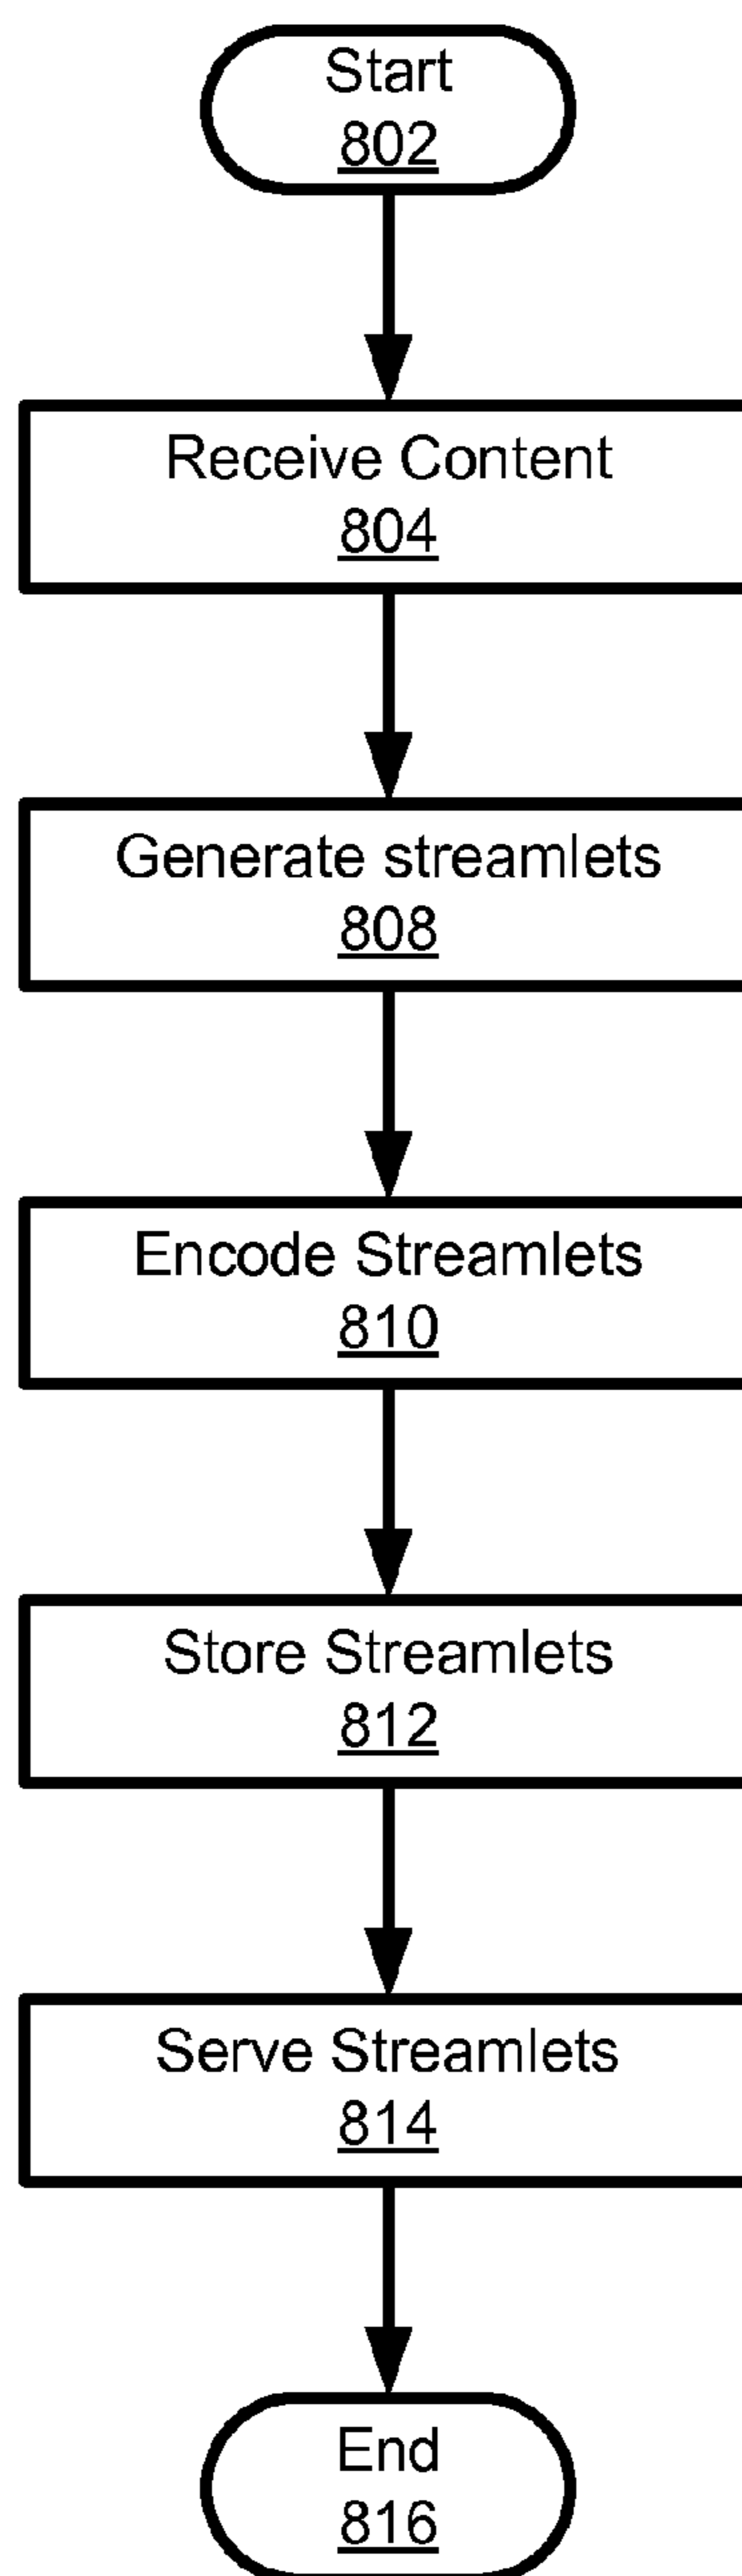 Start
802
Receive Content
804
Generate streamlets
808
Encode Streamlets
810
Store Streamlets
812
Serve Streamlets
814
End
816